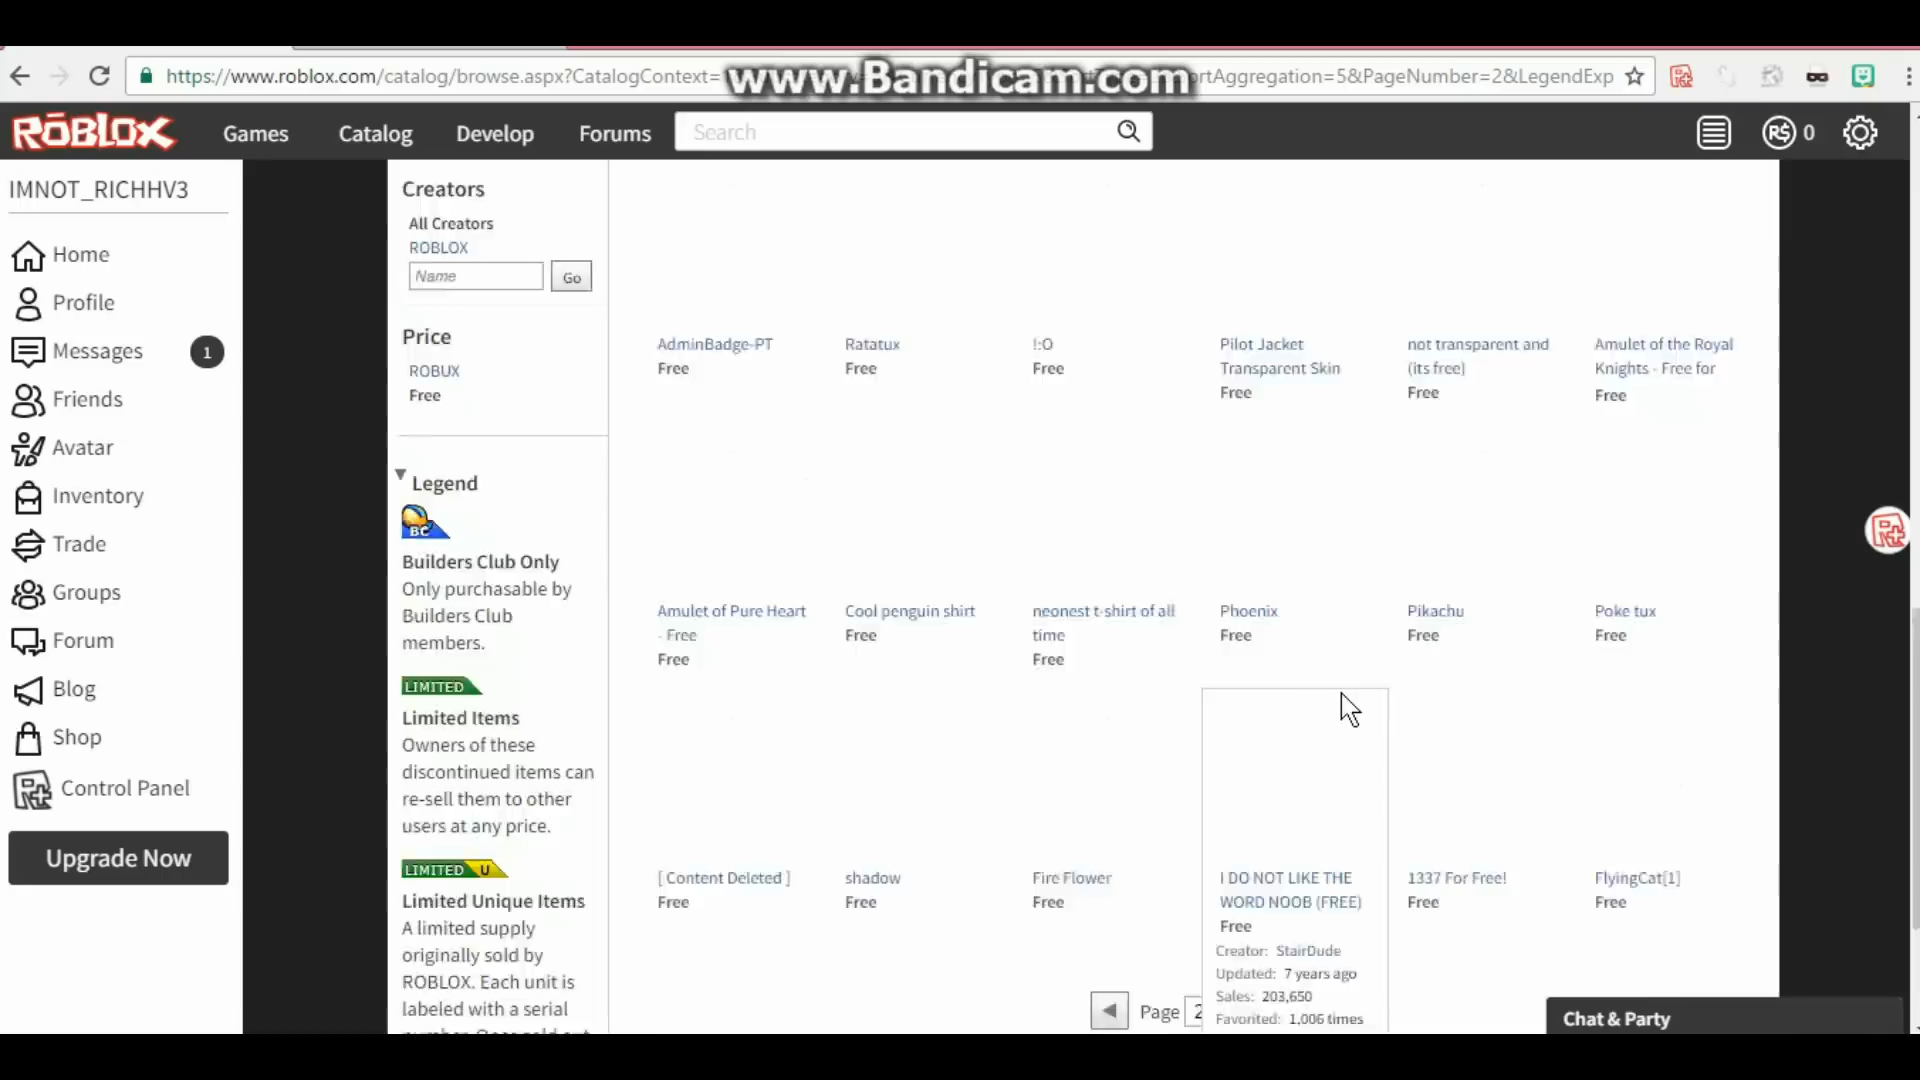 https://www.roblox.com/catalog/browse.aspx?CatalogContext=
www.Bandicam.com
ortAggregation=5&PageNumber=2&LegendExp
ROBLOX
Games
Catalog
Develop
Forums
Search
R$ 0
IMNOT_RICHHV3
Home
Profile
Messages
1
Friends
Avatar
Inventory
Trade
Groups
Forum
Blog
Shop
Control Panel
Upgrade Now
Creators
All Creators
ROBLOX
Name
Go
Price
ROBUX
Free
Legend
BC
Builders Club Only
Only purchasable by
Builders Club
members.
LIMITED
Limited Items
Owners of these
discontinued items can
re-sell them to other
users at any price.
LIMITED U
Limited Unique Items
A limited supply
originally sold by
ROBLOX. Each unit is
labeled with a serial
AdminBadge-PT
Free
Ratatux
Free
!:O
Free
Pilot Jacket
Transparent Skin
Free
not transparent and
(its free)
Free
Amulet of the Royal
Knights - Free for
Free
Amulet of Pure Heart
- Free
Free
Cool penguin shirt
Free
neonest t-shirt of all
time
Free
Phoenix
Free
Pikachu
Free
Poke tux
Free
[ Content Deleted ]
Free
shadow
Free
Fire Flower
Free
I DO NOT LIKE THE
WORD NOOB (FREE)
Free
Creator: StairDude
Updated: 7 years ago
Sales: 203,650
Favorited: 1,006 times
1337 For Free!
Free
FlyingCat[1]
Free
Page 2
Chat & Party